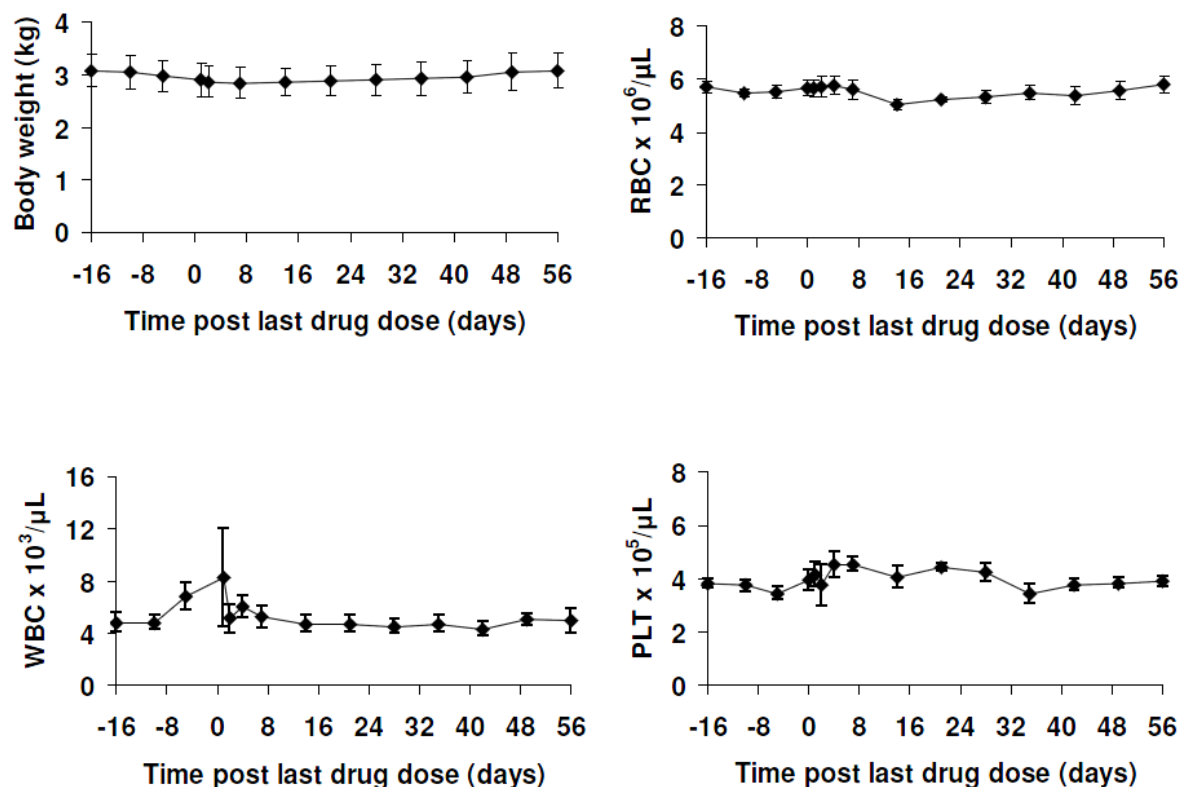 Body weight (kg)
4
3
2
1
0
-16 -8 0 8 16 24 32 40 48 56
Time post last drug dose (days)
RBC x 10⁶/µL
8
6
4
2
0
-16 -8 0 8 16 24 32 40 48 56
Time post last drug dose (days)
WBC x 10³/µL
16
12
8
4
0
-16 -8 0 8 16 24 32 40 48 56
Time post last drug dose (days)
PLT x 10⁵/µL
8
6
4
2
0
-16 -8 0 8 16 24 32 40 48 56
Time post last drug dose (days)